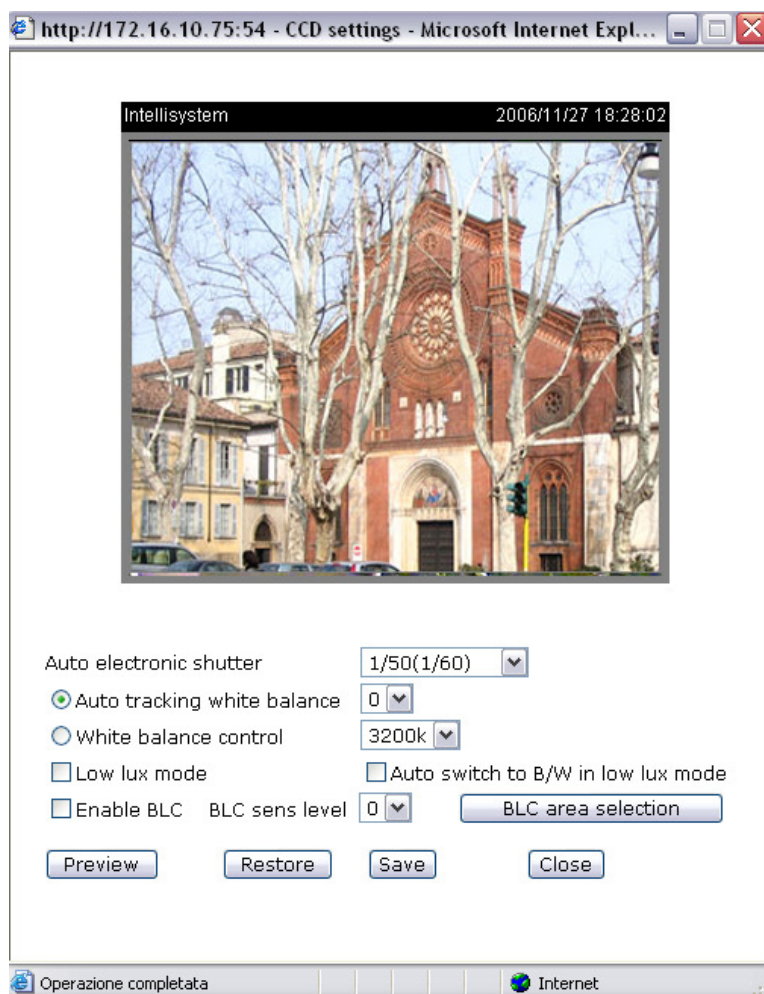 http://172.16.10.75:54 - CCD settings - Microsoft Internet Expl...
Intellisystem 2006/11/27 18:28:02
Auto electronic shutter 1/50(1/60)
Auto tracking white balance 0
White balance control 3200k
Low lux mode Auto switch to B/W in low lux mode
Enable BLC BLC sens level 0 BLC area selection
Preview Restore Save Close
Operazione completata Internet